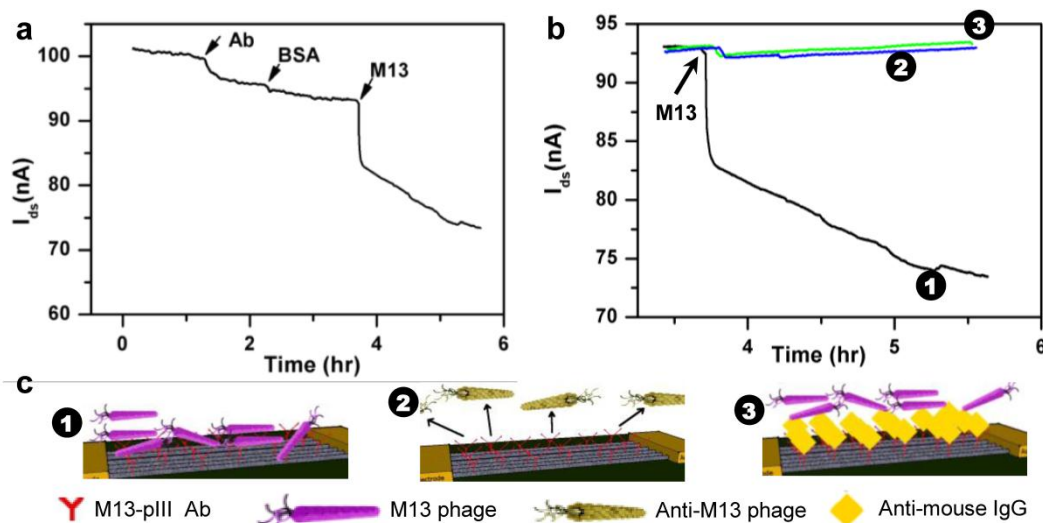 a
Ab
BSA
M13
100
90
80
70
60
I_ds(nA)
0 2 4 6
Time (hr)
b
95
90
85
80
75
70
I_ds(nA)
M13
3
2
1
4 5 6
Time (hr)
c
1
2
3
ectrode
M13-pIII Ab M13 phage Anti-M13 phage Anti-mouse IgG